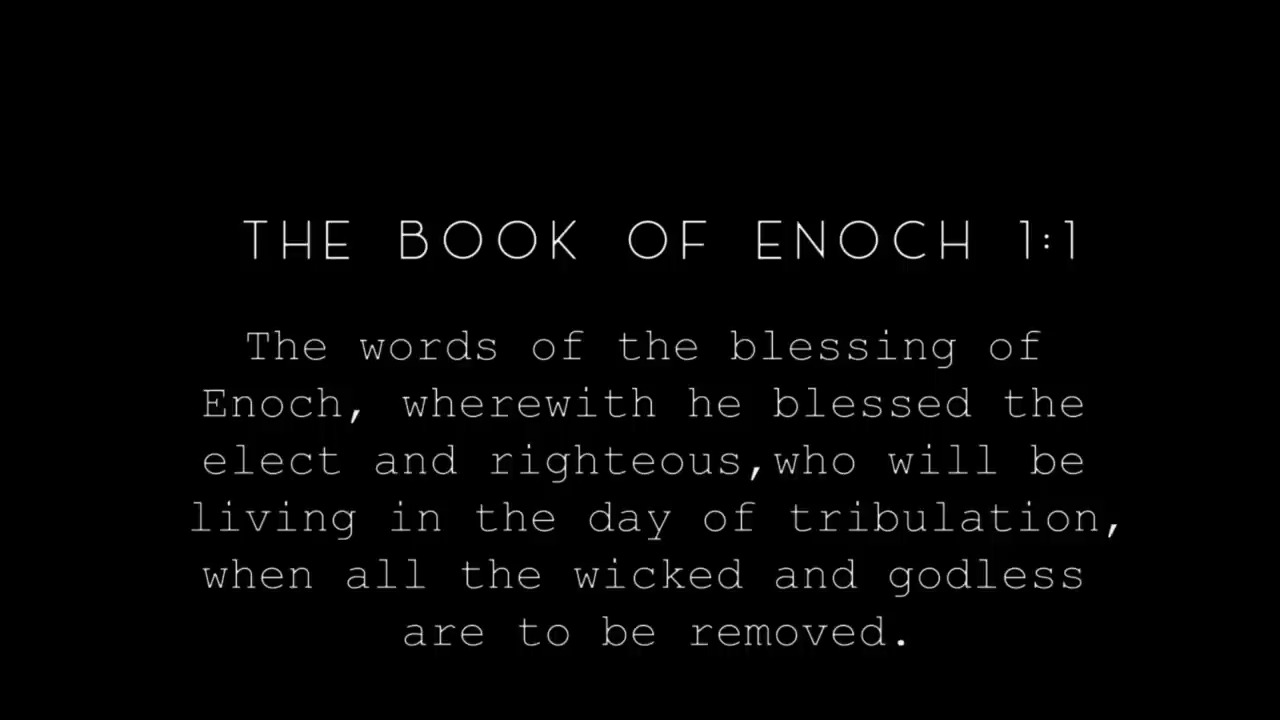 THE BOOK OF ENOCH 1:1
The words of the blessing of
Enoch, wherewith he blessed the
elect and righteous,who will be
living in the day of tribulation,
when all the wicked and godless
are to be removed.